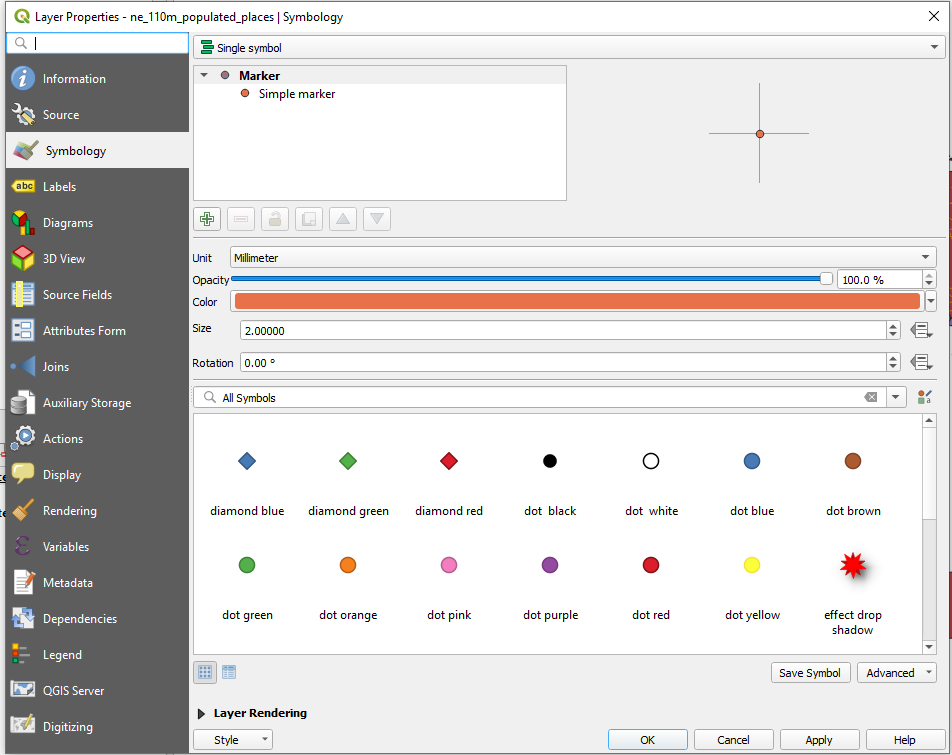 Layer Properties - ne_110m_populated_places | Symbology
Single symbol
Information
Source
Symbology
Labels
Diagrams
3D View
Source Fields
Attributes Form
Joins
Auxiliary Storage
Actions
Display
Rendering
Variables
Metadata
Dependencies
Legend
QGIS Server
Digitizing
abc
Marker
Simple marker
Unit
Millimeter
Opacity
100.0 %
Color
Size
2.00000
Rotation
0.00 °
All Symbols
a
diamond blue
diamond green
diamond red
dot  black
dot  white
dot blue
dot brown
dot green
dot orange
dot pink
dot purple
dot red
dot yellow
effect drop
shadow
Save Symbol
Advanced
Layer Rendering
Style
OK
Cancel
Apply
Help